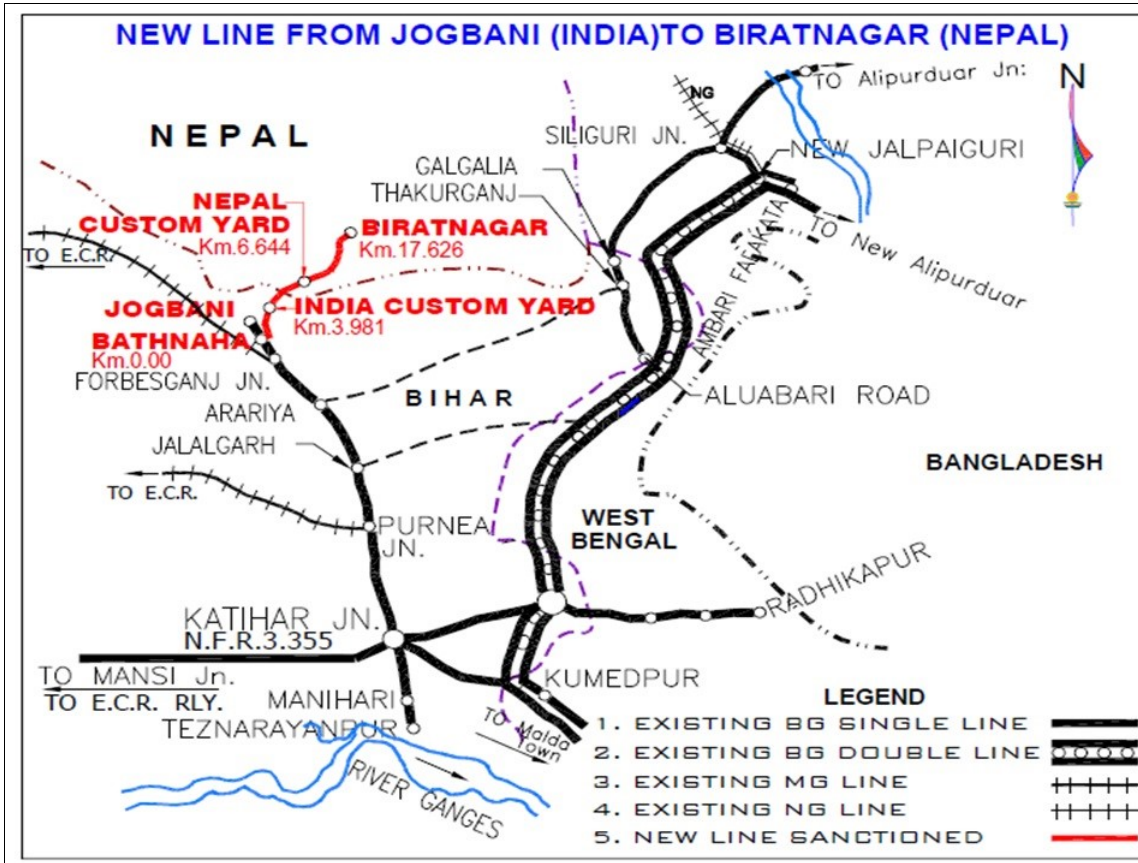 NEW LINE FROM JOGBANI (INDIA)TO BIRATNAGAR (NEPAL)
TO Alipurduar Jn:
N
NG
NEPAL
SILIGURI JN.
NEW JALPAIGURI
GALGALIA
THAKURGANJ
NEPAL
CUSTOM YARD
Km.6.644
BIRATNAGAR
Km.17.626
TO E.C.R.
TO New Alipurduar
AMBARI FALAKATA
JOGBANI
INDIA CUSTOM YARD
Km.3.981
BATHNAHA
Km.0.00
FORBESGANJ JN.
ARARIYA
BIHAR
ALUABARI ROAD
JALALGARH
BANGLADESH
TO E.C.R.
PURNEA
JN.
WEST
BENGAL
RADHIKAPUR
KATIHAR JN.
N.F.R.3.355
TO MANSI Jn.
TO E.C.R. RLY.
KUMEDPUR
MANIHARI
TEZNARAYANPUR
TO Malda
Town
RIVER GANGES
LEGEND
1. EXISTING BG SINGLE LINE
2. EXISTING BG DOUBLE LINE
3. EXISTING MG LINE
4. EXISTING NG LINE
5. NEW LINE SANCTIONED